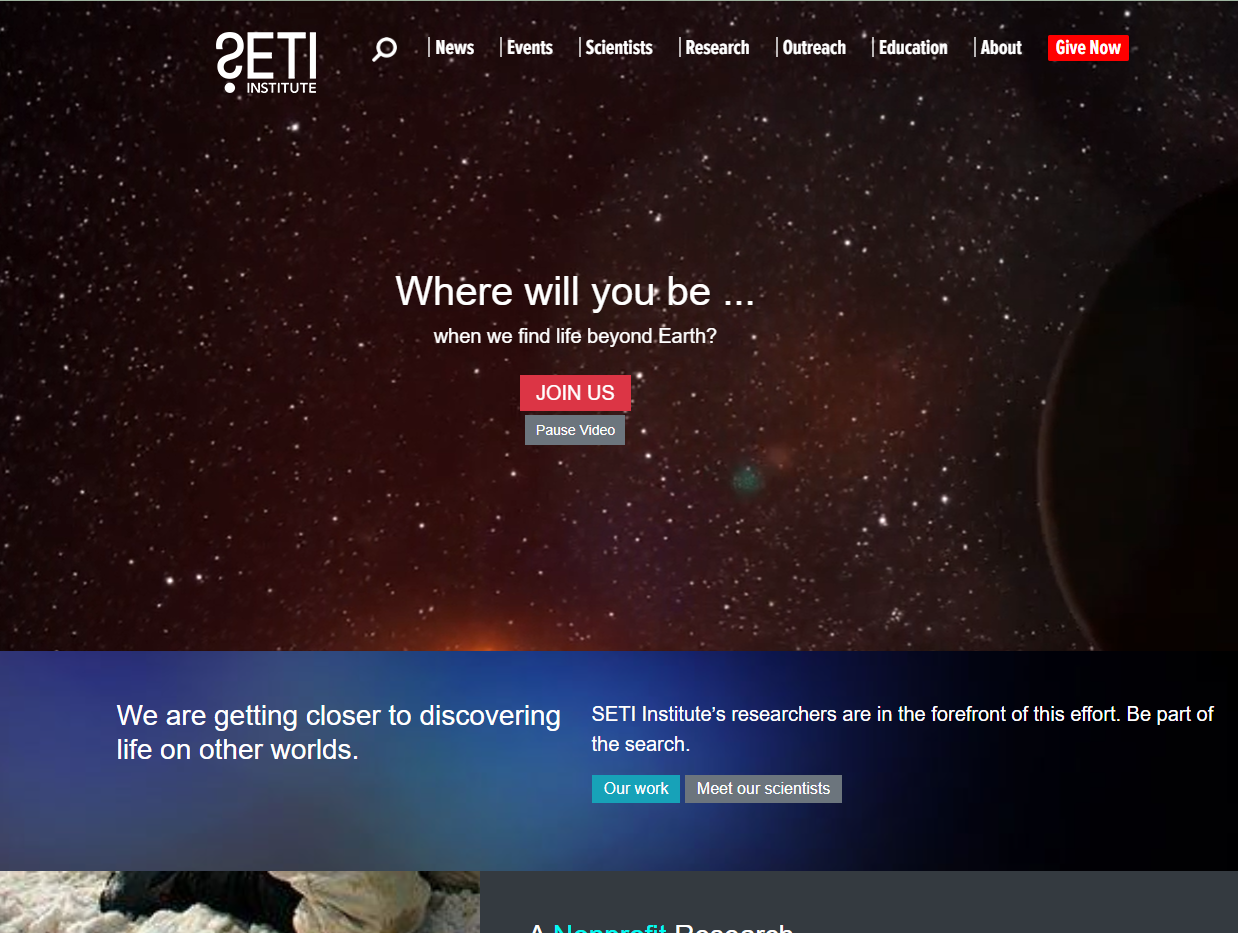 SETI
INSTITUTE
News
Events
Scientists
Research
Outreach
Education
About
Give Now
Where will you be ...
when we find life beyond Earth?
JOIN US
Pause Video
We are getting closer to discovering
life on other worlds.
SETI Institute’s researchers are in the forefront of this effort. Be part of
the search.
Our work
Meet our scientists
A Nonprofit Research